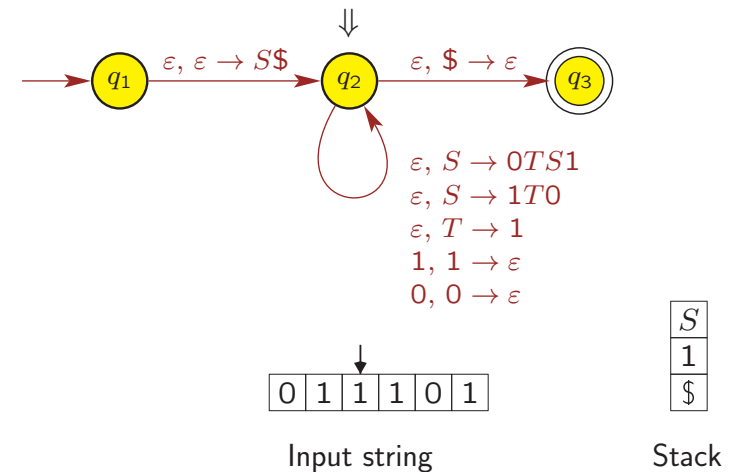 ⇓
q₁ ε, ε → S$ q₂ ε, $ → ε q₃
ε, S → 0TS1
ε, S → 1T0
ε, T → 1
1, 1 → ε
0, 0 → ε
S
1
$
0 1 1 1 0 1
Input string Stack